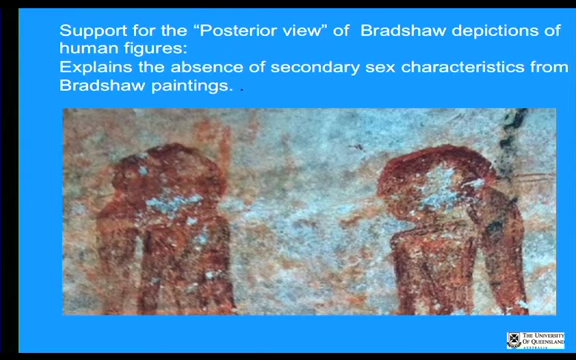 Support for the “Posterior view” of Bradshaw depictions of
human figures:
Explains the absence of secondary sex characteristics from
Bradshaw paintings. .
THE UNIVERSITY
OF QUEENSLAND
AUSTRALIA